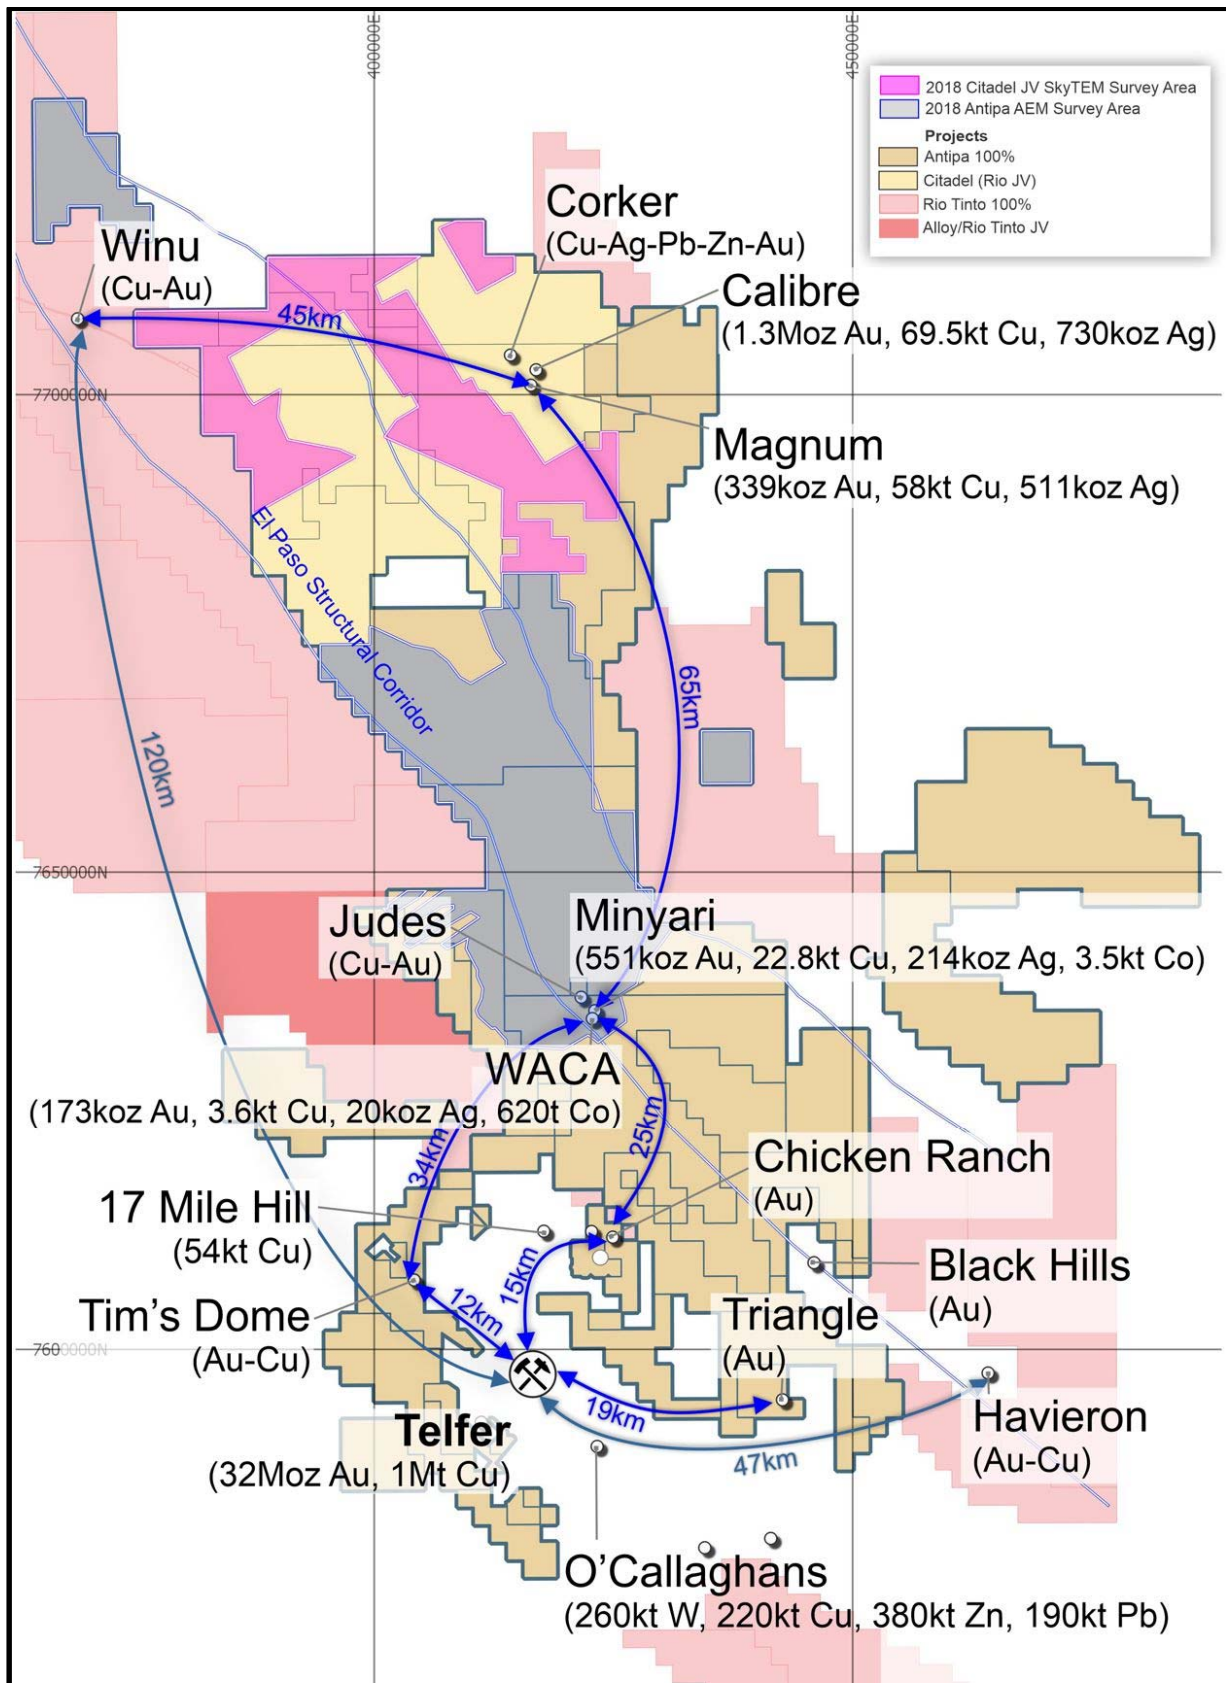 400000E
450000E
2018 Citadel JV SkyTEM Survey Area
2018 Antipa AEM Survey Area
Projects
Antipa 100%
Citadel (Rio JV)
Rio Tinto 100%
Alloy/Rio Tinto JV
Corker
(Cu-Ag-Pb-Zn-Au)
Winu
(Cu-Au)
Calibre
(1.3Moz Au, 69.5kt Cu, 730koz Ag)
45km
7700000N
Magnum
(339koz Au, 58kt Cu, 511koz Ag)
El Paso Structural Corridor
65km
120km
7650000N
Judes
(Cu-Au)
Minyari
(551koz Au, 22.8kt Cu, 214koz Ag, 3.5kt Co)
WACA
(173koz Au, 3.6kt Cu, 20koz Ag, 620t Co)
34km
25km
Chicken Ranch
(Au)
17 Mile Hill
(54kt Cu)
15km
Black Hills
(Au)
Tim's Dome
(Au-Cu)
12km
Triangle
(Au)
7600000N
19km
Telfer
(32Moz Au, 1Mt Cu)
47km
Havieron
(Au-Cu)
O'Callaghans
(260kt W, 220kt Cu, 380kt Zn, 190kt Pb)